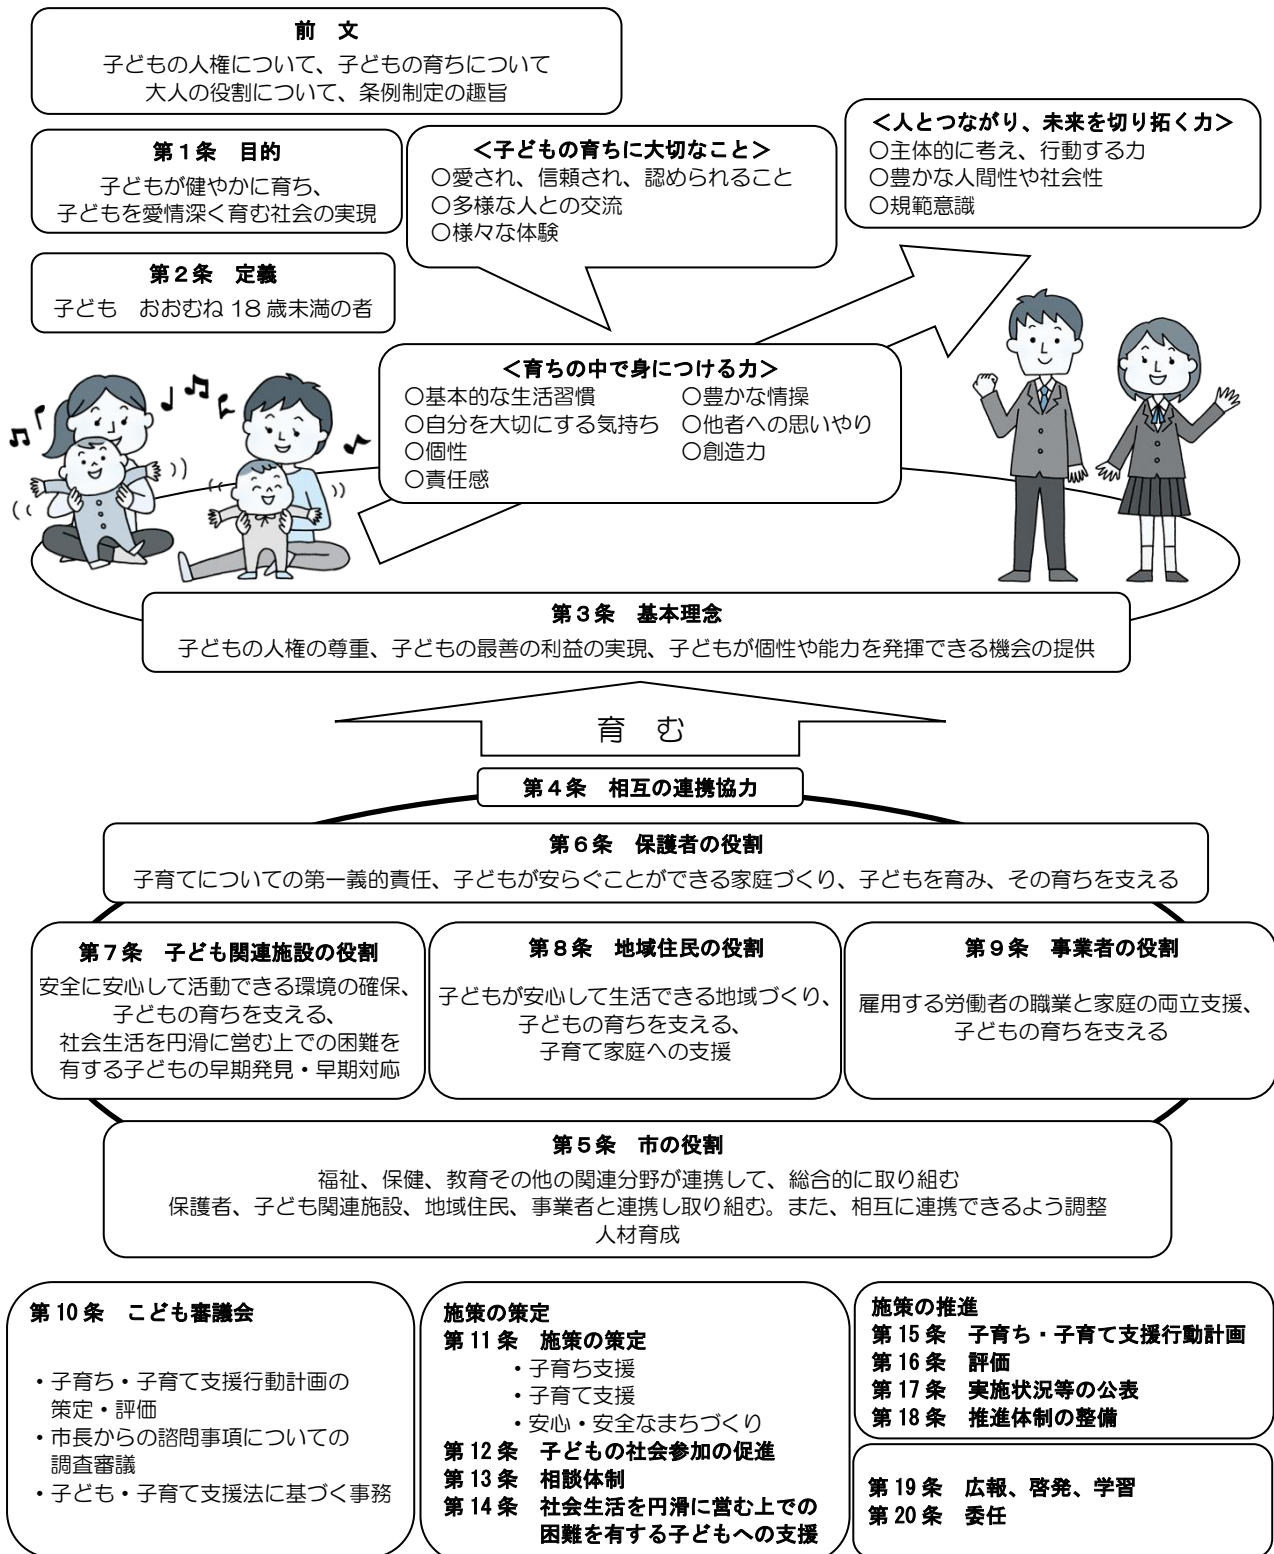 前　文
子どもの人権について、子どもの育ちについて
大人の役割について、条例制定の趣旨
第１条　目的
子どもが健やかに育ち、
子どもを愛情深く育む社会の実現
第２条　定義
子ども　おおむね 18 歳未満の者
＜子どもの育ちに大切なこと＞
○愛され、信頼され、認められること
○多様な人との交流
○様々な体験
＜人とつながり、未来を切り拓く力＞
○主体的に考え、行動する力
○豊かな人間性や社会性
○規範意識
＜育ちの中で身につける力＞
○基本的な生活習慣　○豊かな情操
○自分を大切にする気持ち　○他者への思いやり
○個性　○創造力
○責任感
第３条　基本理念
子どもの人権の尊重、子どもの最善の利益の実現、子どもが個性や能力を発揮できる機会の提供
育　む
第４条　相互の連携協力
第６条　保護者の役割
子育てについての第一義的責任、子どもが安らぐことができる家庭づくり、子どもを育み、その育ちを支える
第７条　子ども関連施設の役割
安全に安心して活動できる環境の確保、
子どもの育ちを支える、
社会生活を円滑に営む上での困難を
有する子どもの早期発見・早期対応
第８条　地域住民の役割
子どもが安心して生活できる地域づくり、
子どもの育ちを支える、
子育て家庭への支援
第９条　事業者の役割
雇用する労働者の職業と家庭の両立支援、
子どもの育ちを支える
第５条　市の役割
福祉、保健、教育その他の関連分野が連携して、総合的に取り組む
保護者、子ども関連施設、地域住民、事業者と連携し取り組む。また、相互に連携できるよう調整
人材育成
第 10 条　こども審議会
・子育ち・子育て支援行動計画の
策定・評価
・市長からの諮問事項についての
調査審議
・子ども・子育て支援法に基づく事務
施策の策定
第 11 条　施策の策定
・子育ち支援
・子育て支援
・安心・安全なまちづくり
第 12 条　子どもの社会参加の促進
第 13 条　相談体制
第 14 条　社会生活を円滑に営む上での
困難を有する子どもへの支援
施策の推進
第 15 条　子育ち・子育て支援行動計画
第 16 条　評価
第 17 条　実施状況等の公表
第 18 条　推進体制の整備
第 19 条　広報、啓発、学習
第 20 条　委任